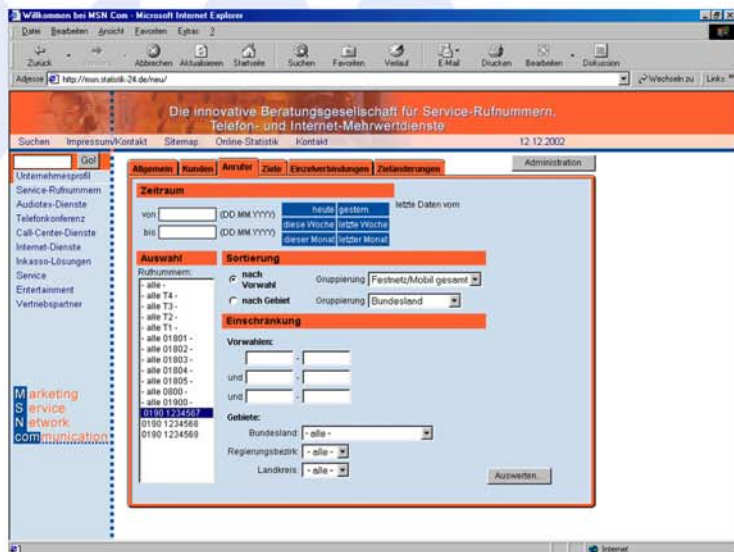 Willkommen bei MSN Com - Microsoft Internet Explorer
Datei Bearbeiten Ansicht Favoriten Extras ?
Zurück Abbrechen Aktualisieren Startseite Suchen Favoriten Verlauf E-Mail Drucken Bearbeiten Diskussion
Adresse http://msn.statistik-24.de/neu/ Wechseln zu Links »
Die innovative Beratungsgesellschaft für Service-Rufnummern,
Telefon- und Internet-Mehrwertdienste
Suchen Impressum/Kontakt Sitemap Online-Statistik Kontakt 12.12.2002
Go!
Unternehmesprofil
Service-Rufnummern
Audiotex-Dienste
Telefonkonferenz
Call-Center-Dienste
Internet-Dienste
Inkasso-Lösungen
Service
Entertainment
Vertriebspartner
Marketing
Service
Network
communication
Allgemein Kunden Anrufer Ziele Einzelverbindungen Zieländerungen Administration
Zeitraum
von (DD.MM.YYYY) heute gestern letzte Daten vom
diese Woche letzte Woche
bis (DD.MM.YYYY) dieser Monat letzter Monat
Auswahl
Rufnummern:
- alle -
- alle T4 -
- alle T3 -
- alle T2 -
- alle T1 -
- alle 01801 -
- alle 01802 -
- alle 01803 -
- alle 01804 -
- alle 01805 -
- alle 0800 -
- alle 01900 -
0190 1234567
0190 1234568
0190 1234569
Sortierung
nach Vorwahl Gruppierung Festnetz/Mobil gesamt
nach Gebiet Gruppierung Bundesland
Einschränkung
Vorwahlen:
-
und -
und -
Gebiete:
Bundesland: - alle -
Regierungsbezirk: - alle -
Landkreis: - alle -
Auswerten...
Internet